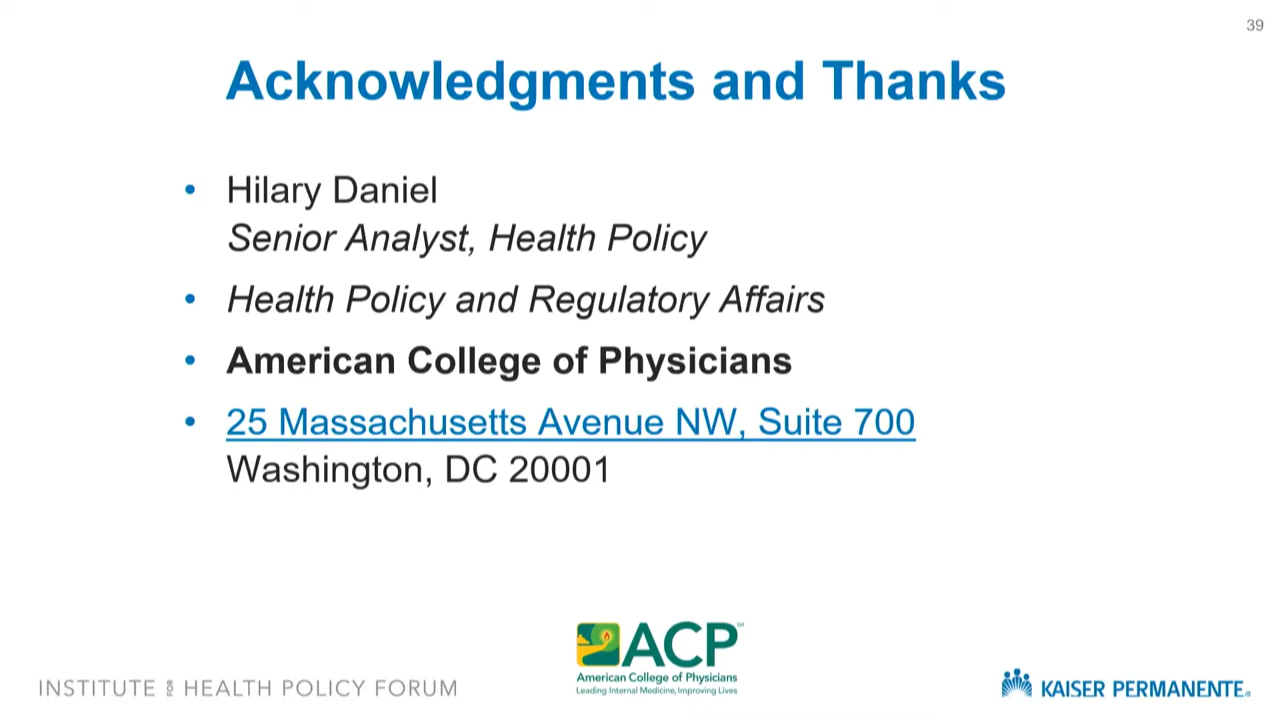 39
Acknowledgments and Thanks
• Hilary Daniel
Senior Analyst, Health Policy
• Health Policy and Regulatory Affairs
• American College of Physicians
• 25 Massachusetts Avenue NW, Suite 700
Washington, DC 20001
ACP℠
American College of Physicians
Leading Internal Medicine, Improving Lives
INSTITUTE FOR HEALTH POLICY FORUM
KAISER PERMANENTE®